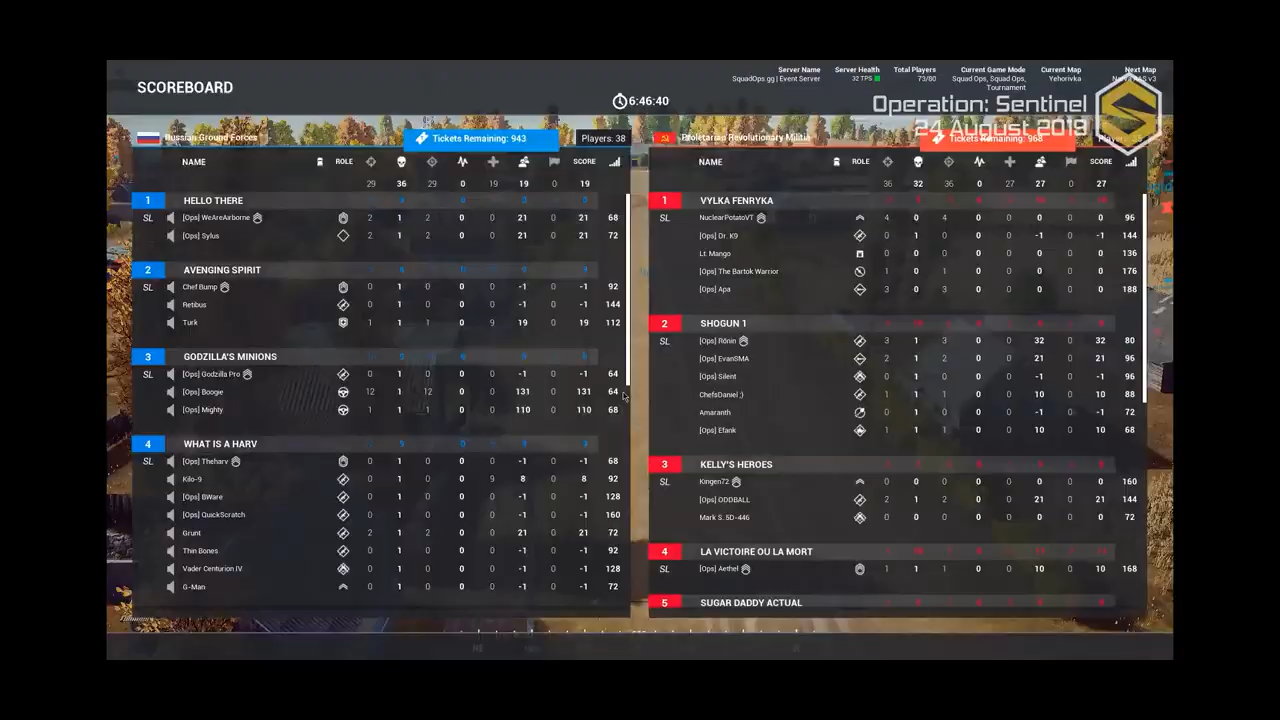 SCOREBOARD
Server Name Server Health Total Players Current Game Mode Current Map Next Map
SquadOps.gg | Event Server 32 TPS 73/80 Squad Ops, Squad Ops, Tournament Yehorivka
6:46:40
Operation: Sentinel
24 August 2019
Russian Ground Forces Tickets Remaining: 943 Players: 38
Proletarian Revolutionary Militia Tickets Remaining: 968
NAME ROLE SCORE
29 36 29 0 19 19 0 19
1 HELLO THERE
SL [Ops] WeAreAirborne 2 1 2 0 0 21 0 21 68
[Ops] Sylus 2 1 2 0 0 21 0 21 72
2 AVENGING SPIRIT
SL Chef Bump 0 1 0 0 0 -1 0 -1 92
Retibus 0 1 0 0 0 -1 0 -1 144
Turk 1 1 1 0 9 19 0 19 112
3 GODZILLA'S MINIONS
SL [Ops] Godzilla Pro 0 1 0 0 0 -1 0 -1 64
[Ops] Boogie 12 1 12 0 0 131 0 131 64
[Ops] Mighty 1 1 1 0 0 110 0 110 68
4 WHAT IS A HARV
SL [Ops] Theharv 0 1 0 0 0 -1 0 -1 68
Kilo-9 0 1 0 0 9 8 0 8 92
[Ops] BWare 0 1 0 0 0 -1 0 -1 128
[Ops] QuickScratch 0 1 0 0 0 -1 0 -1 160
Grunt 2 1 2 0 0 21 0 21 72
Thin Bones 0 1 0 0 0 -1 0 -1 92
Vader Centurion IV 0 1 0 0 0 -1 0 -1 128
G-Man 0 1 0 0 0 -1 0 -1 72
NAME ROLE SCORE
36 32 36 0 27 27 0 27
1 VYLKA FENRYKA
SL NuclearPotatoVT 4 0 4 0 0 0 0 0 96
[Ops] Dr. K9 0 1 0 0 0 -1 0 -1 144
Lt. Mango 0 0 0 0 0 0 0 0 136
[Ops] The Bartok Warrior 1 0 1 0 0 0 0 0 176
[Ops] Apa 3 0 3 0 0 0 0 0 188
2 SHOGUN 1
SL [Ops] Rōnin 3 1 3 0 0 32 0 32 80
[Ops] EvanSMA 2 1 2 0 0 21 0 21 96
[Ops] Silent 0 1 0 0 0 -1 0 -1 96
ChefsDaniel ;) 1 1 1 0 0 10 0 10 88
Amaranth 0 1 0 0 0 -1 0 -1 72
[Ops] Efank 1 1 1 0 0 10 0 10 68
3 KELLY'S HEROES
SL Kingen72 0 0 0 0 0 0 0 0 160
[Ops] ODDBALL 2 1 2 0 0 21 0 21 144
Mark S. 5D-446 0 0 0 0 0 0 0 0 72
4 LA VICTOIRE OU LA MORT
SL [Ops] Aethel 1 1 1 0 0 10 0 10 168
5 SUGAR DADDY ACTUAL
NE